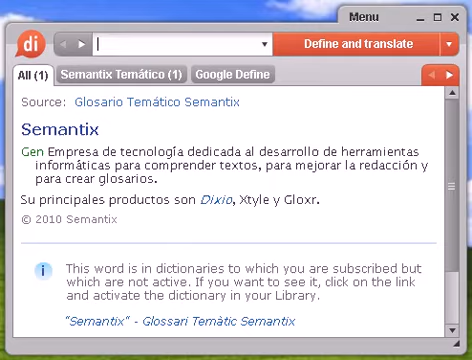 Menu
di
Define and translate
All (1)
Semantix Temático (1)
Google Define
Source: Glosario Temático Semantix
Semantix
Gen Empresa de tecnología dedicada al desarrollo de herramientas
informáticas para comprender textos, para mejorar la redacción y
para crear glosarios.
Su principales productos son Dixio, Xtyle y Gloxr.
© 2010 Semantix
i
This word is in dictionaries to which you are subscribed but
which are not active. If you want to see it, click on the link
and activate the dictionary in your Library.
"Semantix" - Glossari Temàtic Semantix